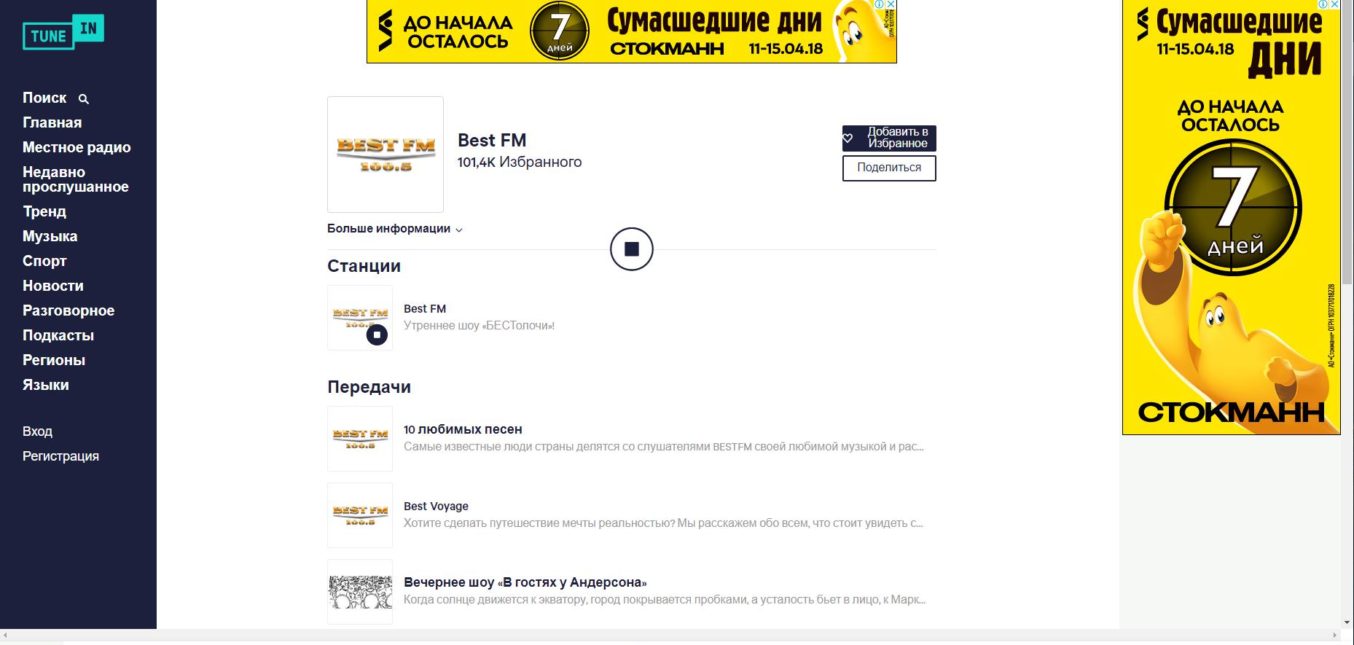 TUNE IN
Поиск
Главная
Местное радио
Недавно
прослушанное
Тренд
Музыка
Спорт
Новости
Разговорное
Подкасты
Регионы
Языки
Вход
Регистрация
ДО НАЧАЛА
ОСТАЛОСЬ
7
дней
Сумасшедшие дни
СТОКМАНН 11-15.04.18
BEST FM
100.5
Best FM
101,4K Избранного
Добавить в
Избранное
Поделиться
Больше информации
Станции
BEST FM
100.5
Best FM
Утреннее шоу «БЕСТолочи»!
Передачи
BEST FM
100.5
10 любимых песен
Самые известные люди страны делятся со слушателями BESTFM своей любимой музыкой и рас...
BEST FM
100.5
Best Voyage
Хотите сделать путешествие мечты реальностью? Мы расскажем обо всем, что стоит увидеть с...
Вечернее шоу «В гостях у Андерсона»
Когда солнце движется к экватору, город покрывается пробками, а усталость бьет в лицо, к Марк...
Сумасшедшие
11-15.04.18
ДНИ
ДО НАЧАЛА
ОСТАЛОСЬ
7
дней
СТОКМАНН